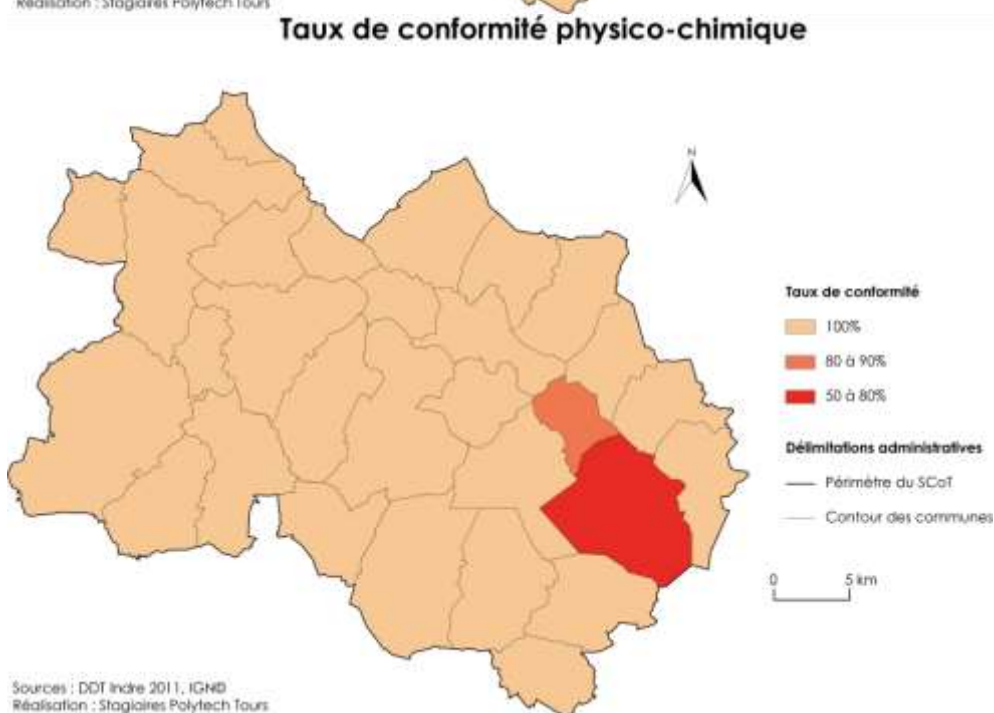 Réalisation : Stagiaires Polytech Tours
Taux de conformité physico-chimique
N
Taux de conformité
100%
80 à 90%
50 à 80%
Délimitations administratives
Périmètre du SCoT
Contour des communes
0 5 km
Sources : DDT Indre 2011, IGN©
Réalisation : Stagiaires Polytech Tours